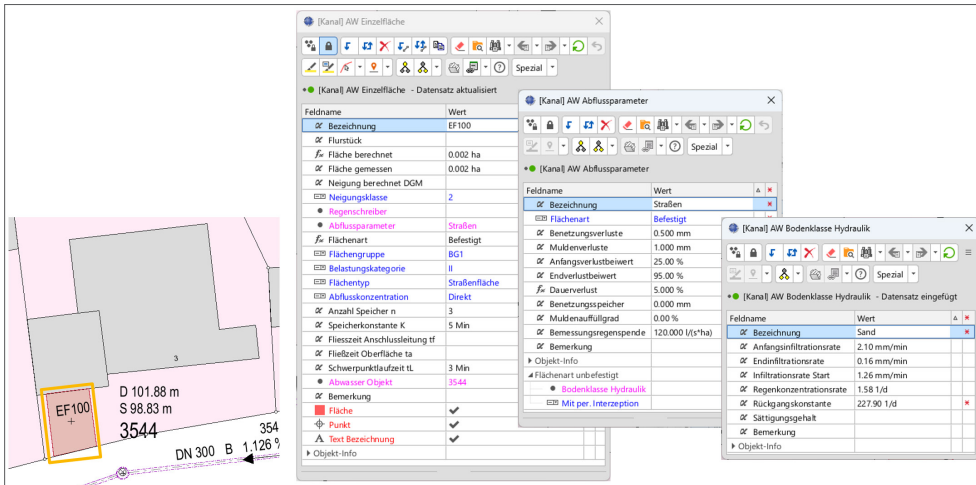 [Kanal] AW Einzelfläche
Spezial
[Kanal] AW Einzelfläche - Datensatz aktualisiert
Feldname Wert
Bezeichnung EF100
Flurstück
Fläche berechnet 0.002 ha
Fläche gemessen 0.002 ha
Neigung berechnet DGM
Neigungsklasse 2
Regenschreiber
Abflussparameter Straßen
Flächenart Befestigt
Flächengruppe BG1
Belastungskategorie II
Flächentyp Straßenfläche
Abflusskonzentration Direkt
Anzahl Speicher n 3
Speicherkonstante K 5 Min
Fliesszeit Anschlussleitung tf
Fließzeit Oberfläche ta
Schwerpunktlaufzeit tL 3 Min
Abwasser Objekt 3544
Bemerkung
Fläche ✔
Punkt ✔
Text Bezeichnung ✔
Objekt-Info
[Kanal] AW Abflussparameter
Spezial
[Kanal] AW Abflussparameter
Feldname Wert
Bezeichnung Straßen
Flächenart Befestigt
Benetzungsverluste 0.500 mm
Muldenverluste 1.000 mm
Anfangsverlustbeiwert 25.00 %
Endverlustbeiwert 95.00 %
Dauerverlust 5.000 %
Benetzungsspeicher 0.000 mm
Muldenauffüllgrad 0.00 %
Bemessungsregenspende 120.000 l/(s*ha)
Bemerkung
Objekt-Info
Flächenart unbefestigt
Bodenklasse Hydraulik
Mit per. Interzeption
[Kanal] AW Bodenklasse Hydraulik
Spezial
[Kanal] AW Bodenklasse Hydraulik - Datensatz eingefügt
Feldname Wert
Bezeichnung Sand
Anfangsinfiltrationsrate 2.10 mm/min
Endinfiltrationsrate 0.16 mm/min
Infiltrationsrate Start 1.26 mm/min
Regenkonzentrationsrate 1.58 1/d
Rückgangskonstante 227.90 1/d
Sättigungsgehalt
Bemerkung
Objekt-Info
3
D 101.88 m
EF100
S 98.83 m
3544
354
DN 300 B 1.126 %